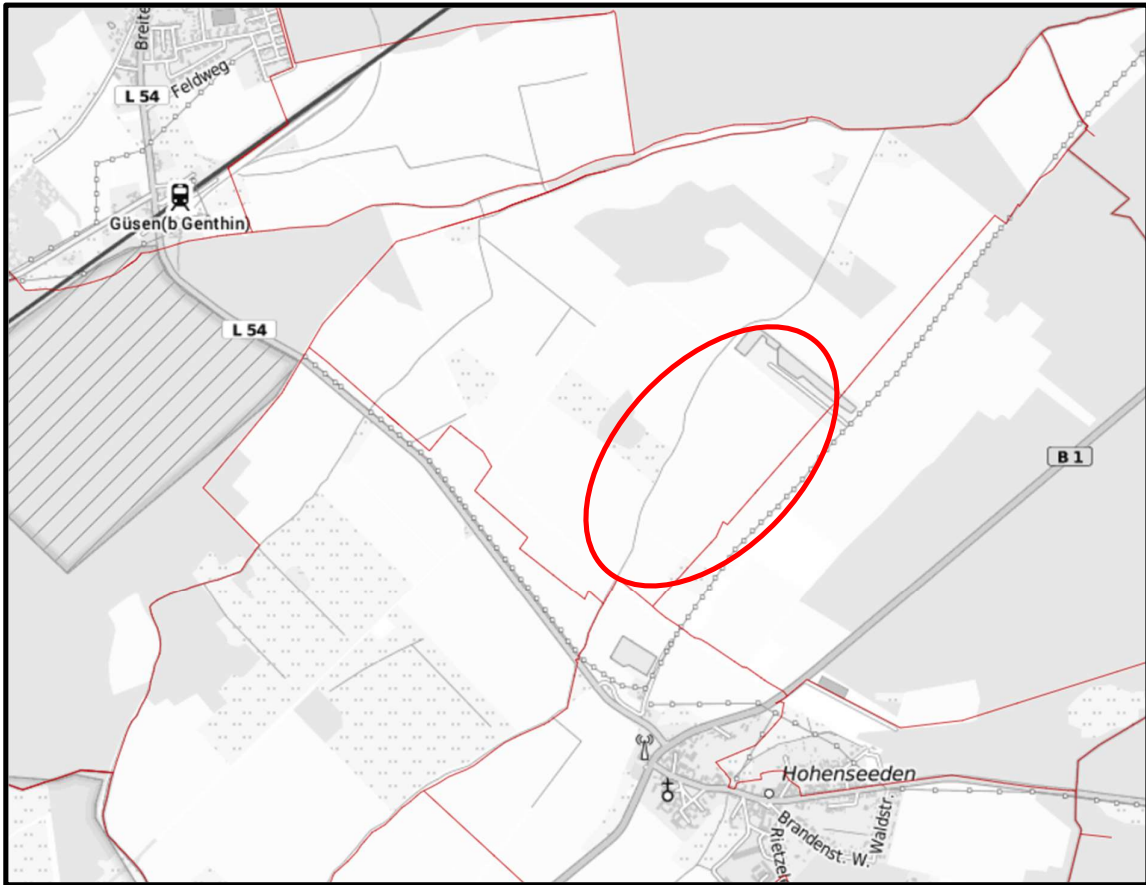 Breite
Feldweg
L 54
Güsen(b Genthin)
L 54
B 1
Hohenseeden
Brandenst. W.
Waldstr.
Rietzel